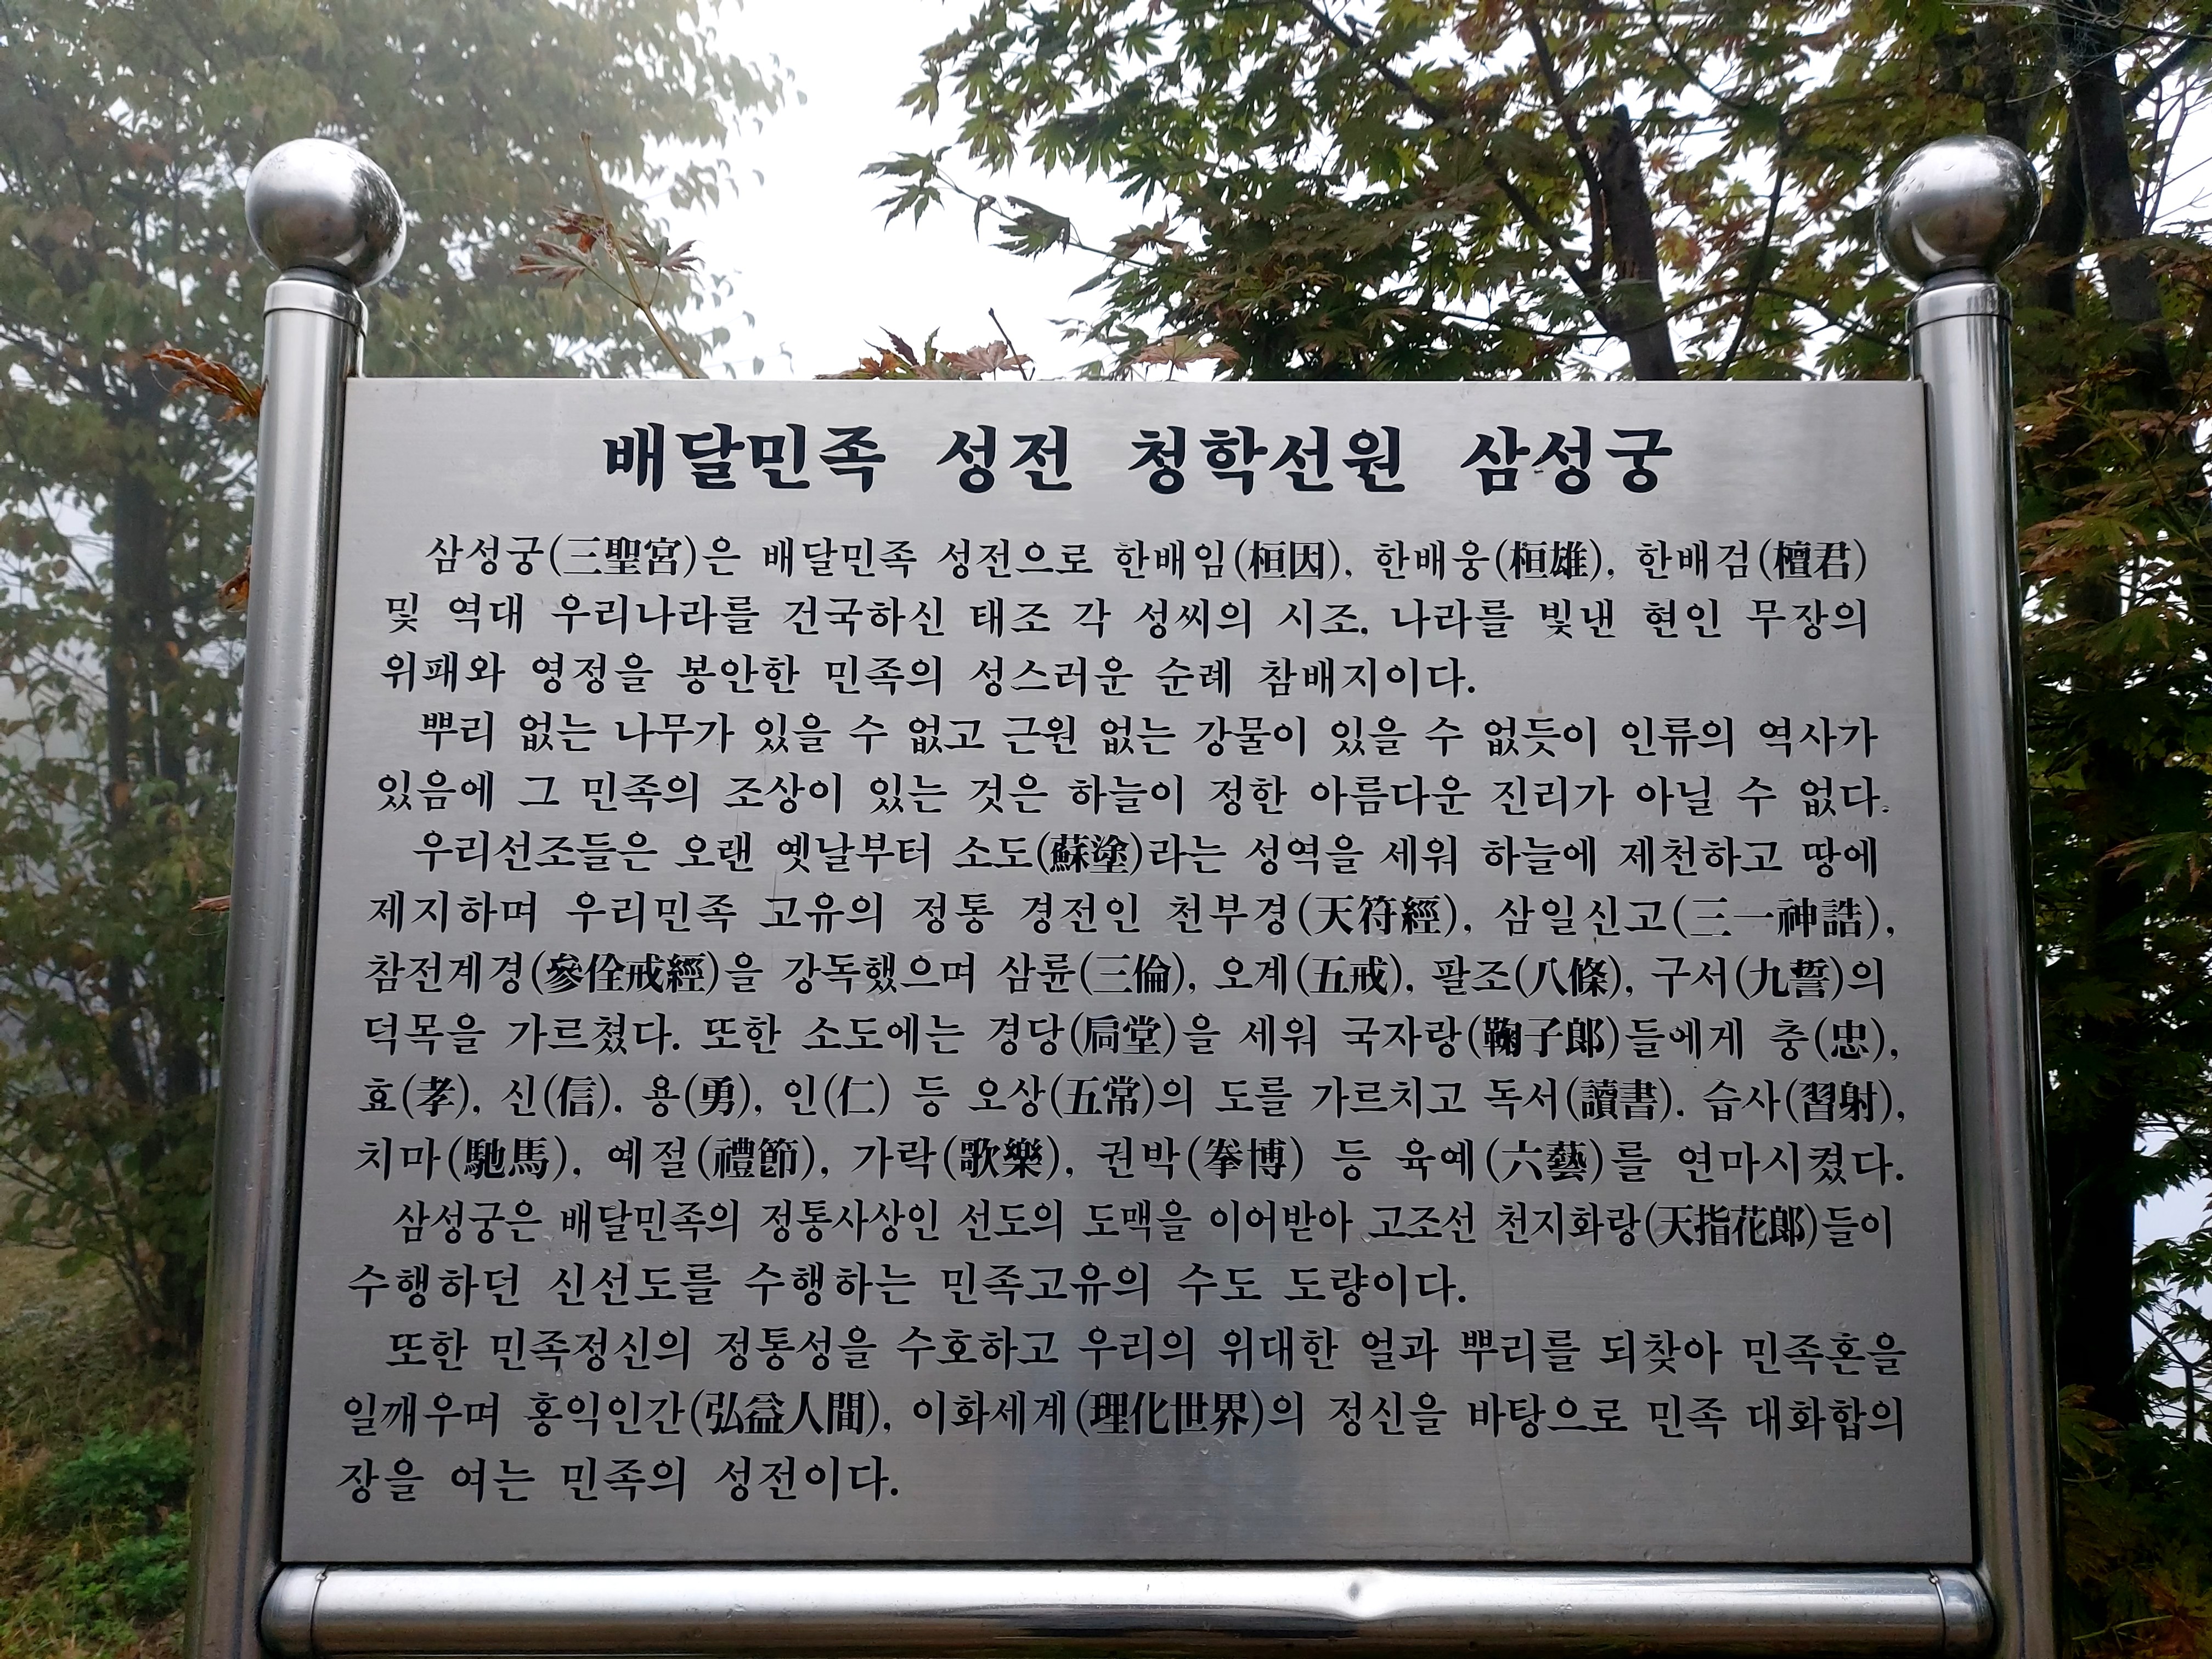 배달민족 성전 청학선원 삼성궁
삼성궁(三聖宮)은 배달민족 성전으로 한배임(桓因), 한배웅(桓雄), 한배검(檀君)
및 역대 우리나라를 건국하신 태조 각 성씨의 시조, 나라를 빛낸 현인 무장의
위패와 영정을 봉안한 민족의 성스러운 순례 참배지이다.
뿌리 없는 나무가 있을 수 없고 근원 없는 강물이 있을 수 없듯이 인류의 역사가
있음에 그 민족의 조상이 있는 것은 하늘이 정한 아름다운 진리가 아닐 수 없다.
우리선조들은 오랜 옛날부터 소도(蘇塗)라는 성역을 세워 하늘에 제천하고 땅에
제지하며 우리민족 고유의 정통 경전인 천부경(天符經), 삼일신고(三一神誥),
참전계경(參佺戒經)을 강독했으며 삼륜(三倫), 오계(五戒), 팔조(八條), 구서(九誓)의
덕목을 가르쳤다. 또한 소도에는 경당(扃堂)을 세워 국자랑(鞠子郞)들에게 충(忠),
효(孝), 신(信), 용(勇), 인(仁) 등 오상(五常)의 도를 가르치고 독서(讀書). 습사(習射),
치마(馳馬), 예절(禮節), 가락(歌樂), 권박(拳博) 등 육예(六藝)를 연마시켰다.
삼성궁은 배달민족의 정통사상인 선도의 도맥을 이어받아 고조선 천지화랑(天指花郞)들이
수행하던 신선도를 수행하는 민족고유의 수도 도량이다.
또한 민족정신의 정통성을 수호하고 우리의 위대한 얼과 뿌리를 되찾아 민족혼을
일깨우며 홍익인간(弘益人間), 이화세계(理化世界)의 정신을 바탕으로 민족 대화합의
장을 여는 민족의 성전이다.